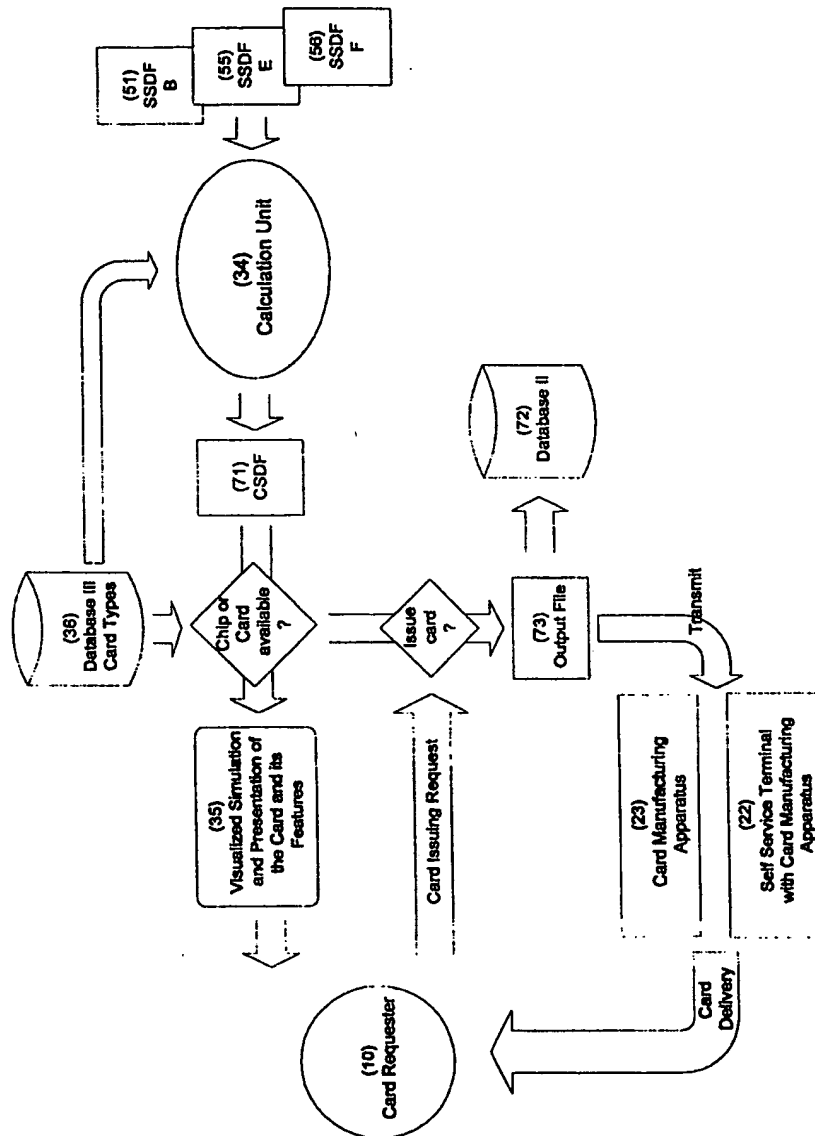 (51)
SSDF
B
(55)
SSDF
E
(56)
SSDF
F
(34)
Calculation Unit
(36)
Database III
Card Types
(71)
CSDF
Chip or
Card
available
?
(35)
Visualized Simulation
and Presentation of
the Card and its
Features
Issue
card
?
Card Issuing Request
(10)
Card Requester
(73)
Output File
(72)
Database II
Transmit
(23)
Card Manufacturing
Apparatus
(22)
Self Service Terminal
with Card Manufacturing
Apparatus
Card
Delivery